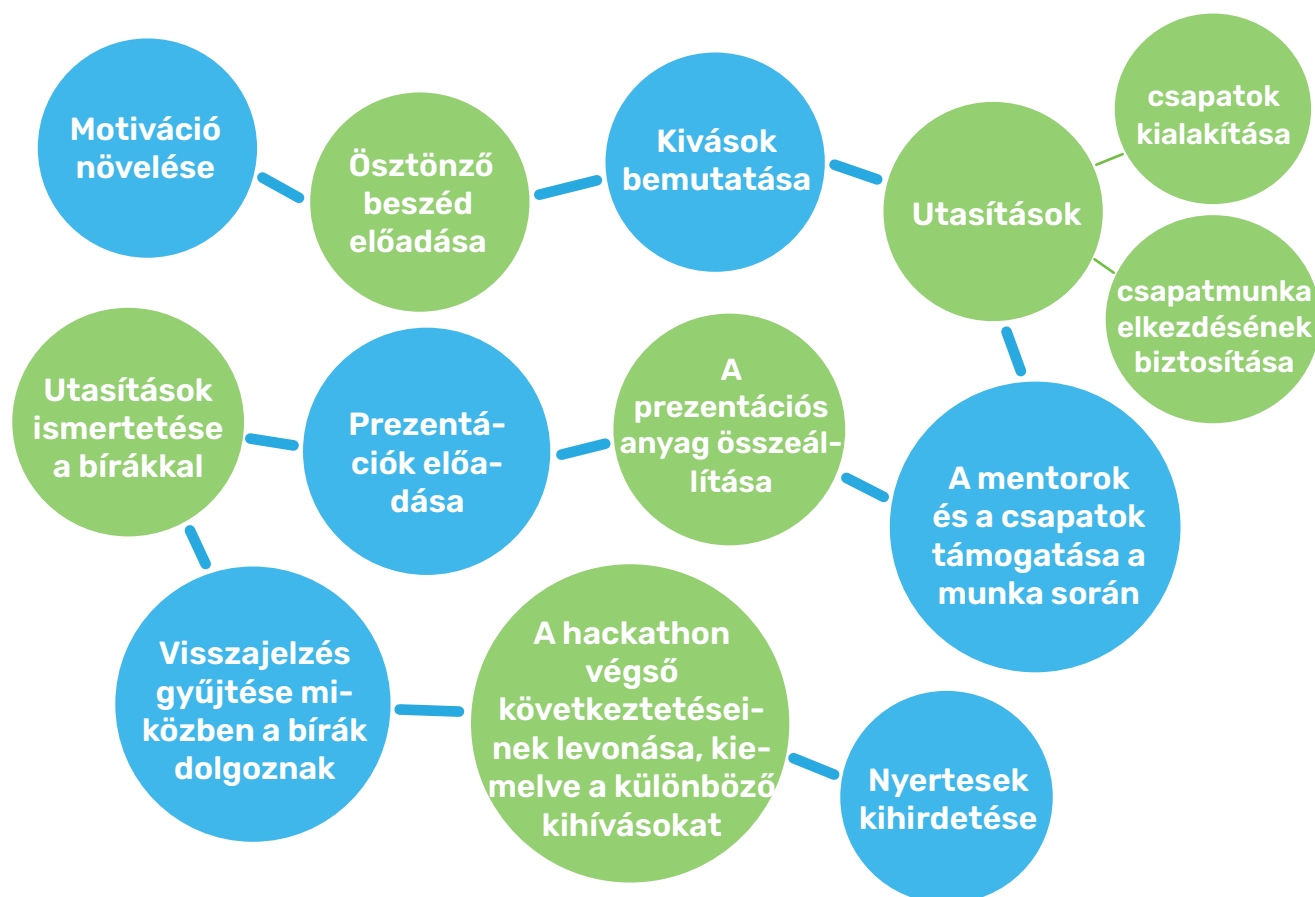 Motiváció
növelése
Ösztönző
beszéd
előadása
Kivások
bemutatása
Utasítások
csapatok
kialakítása
csapatmunka
elkezdésének
biztosítása
A mentorok
és a csapatok
támogatása a
munka során
A
prezentációs
anyag összeál-
lítása
Prezentá-
ciók előa-
dása
Utasítások
ismertetése
a bírákkal
Visszajelzés
gyűjtése mi-
közben a bírák
dolgoznak
A hackathon
végső
következtetései-
nek levonása, kie-
melve a különböző
kihívásokat
Nyertesek
kihirdetése